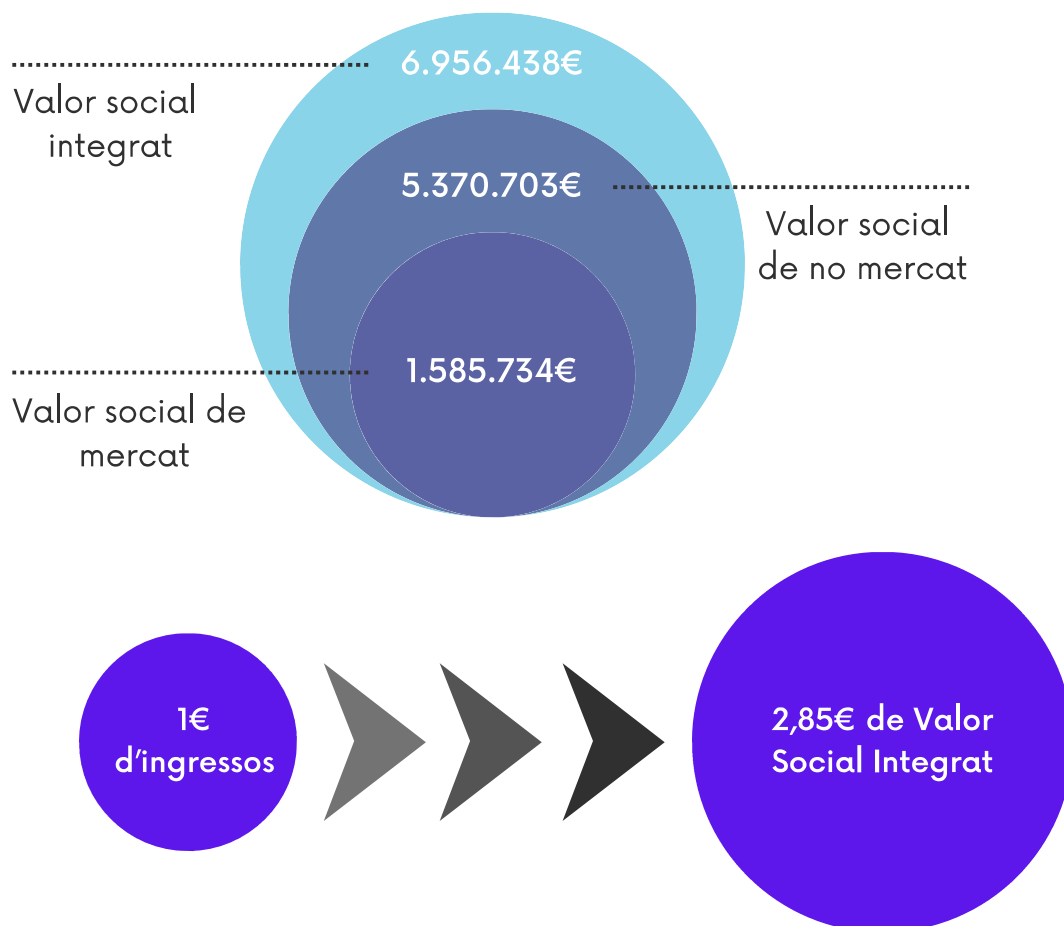 6.956.438€
Valor social
integrat
5.370.703€
Valor social
de no mercat
1.585.734€
Valor social de
mercat
1€
d'ingressos
2,85€ de Valor
Social Integrat